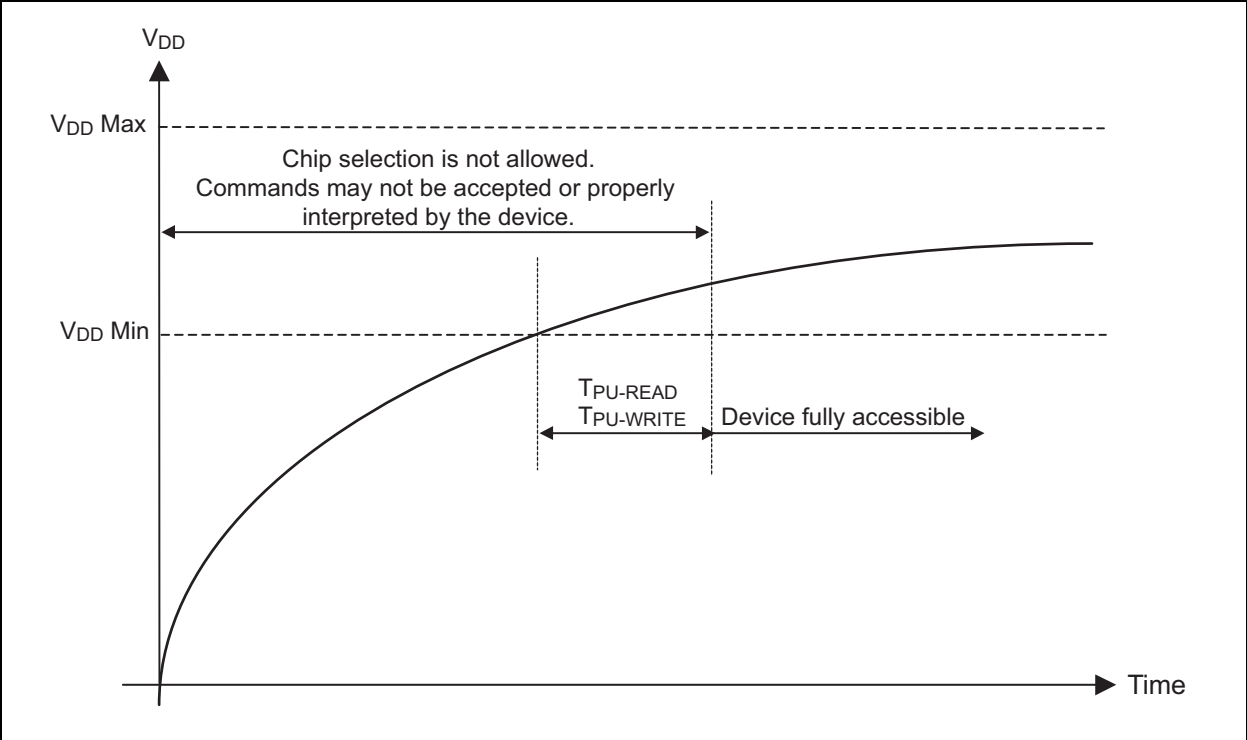 VDD
VDD Max
Chip selection is not allowed.
Commands may not be accepted or properly
interpreted by the device.
VDD Min
TPU-READ
TPU-WRITE
Device fully accessible
Time